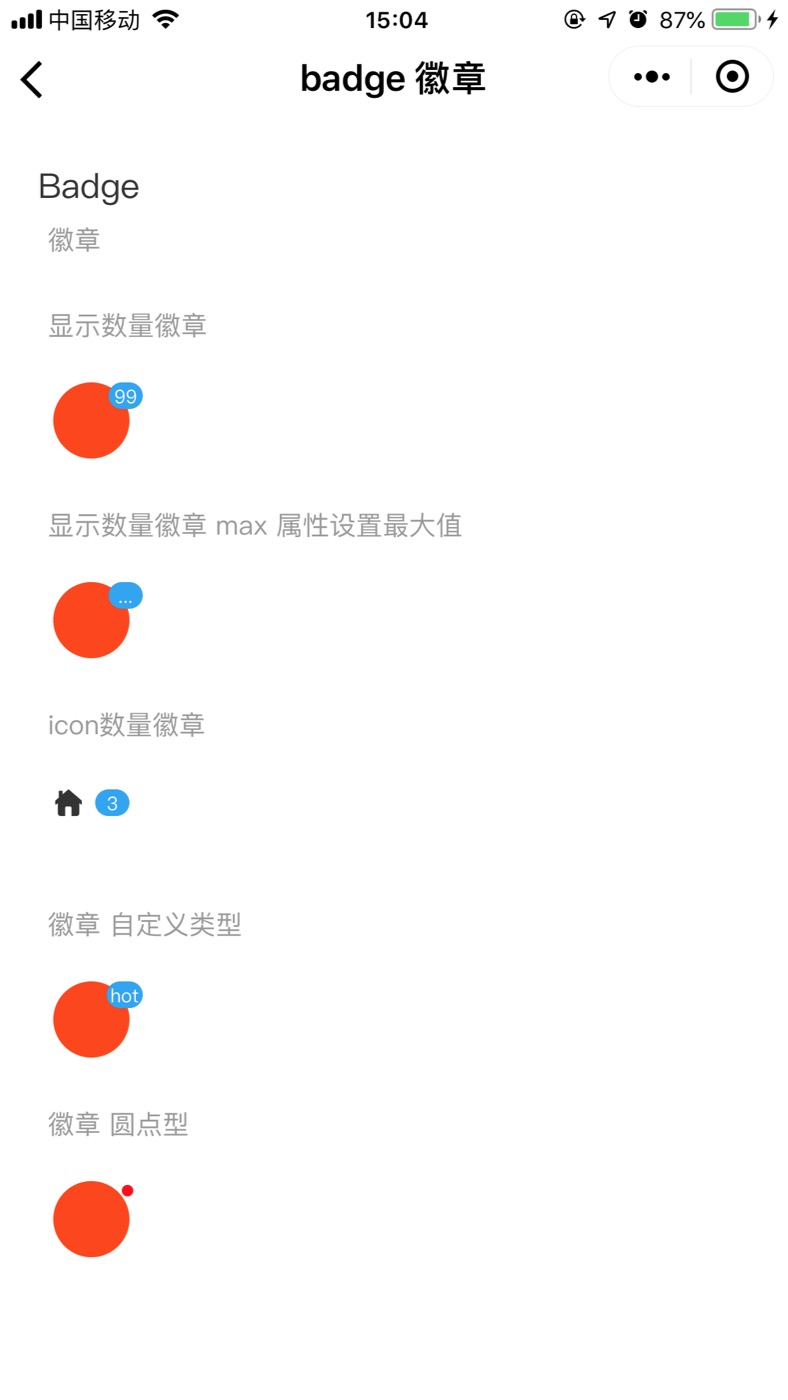 中国移动 15:04 87%
badge 徽章
Badge
徽章
显示数量徽章
99
显示数量徽章 max 属性设置最大值
...
icon数量徽章
3
徽章 自定义类型
hot
徽章 圆点型